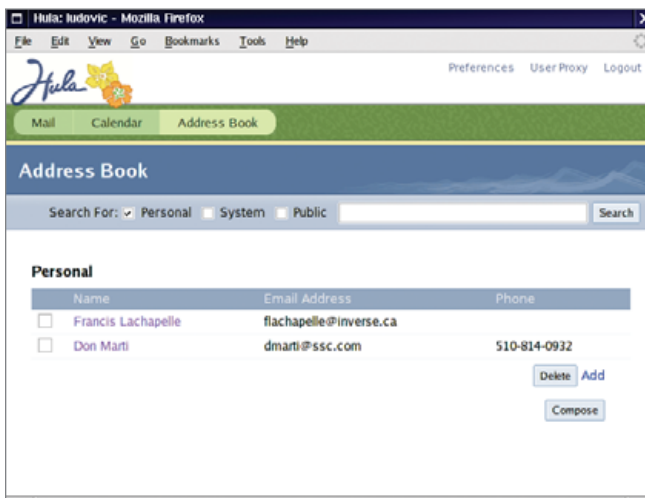 Hula: ludovic - Mozilla Firefox
File Edit View Go Bookmarks Tools Help
Hula
Preferences User Proxy Logout
Mail Calendar Address Book
Address Book
Search For: Personal System Public Search
Personal
Name Email Address Phone
Francis Lachapelle flachapelle@inverse.ca
Don Marti dmarti@ssc.com 510-814-0932
Delete Add
Compose